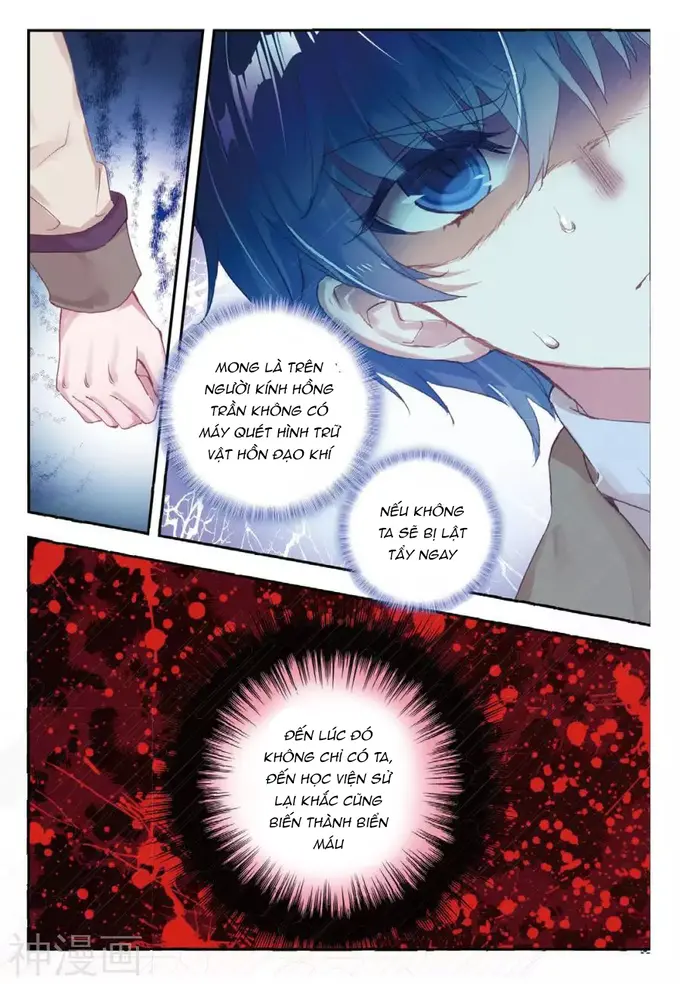 MONG LÀ TRÊN
NGƯỜI KÍNH HỒNG
TRẦN KHÔNG CÓ
MÁY QUÉT HÌNH TRỮ
VẬT HỒN ĐẠO KHÍ
NẾU KHÔNG
TA SẼ BỊ LẬT
TẨY NGAY
ĐẾN LÚC ĐÓ
KHÔNG CHỈ CÓ TA,
ĐẾN HỌC VIỆN SỬ
LẠI KHẮC CŨNG
BIẾN THÀNH BIỂN
MÁU
神漫画